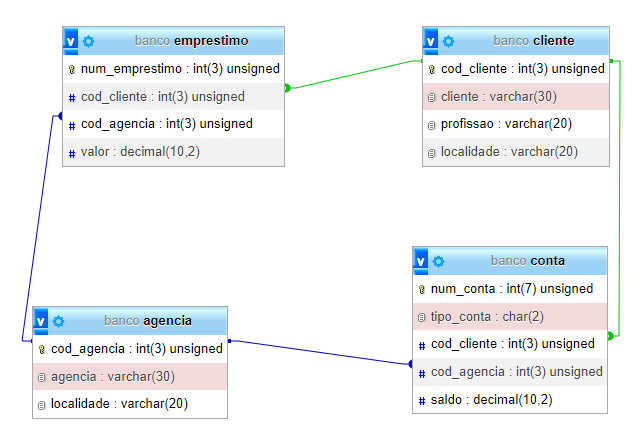 v banco emprestimo
num_emprestimo : int(3) unsigned
# cod_cliente : int(3) unsigned
# cod_agencia : int(3) unsigned
# valor : decimal(10,2)
v banco cliente
cod_cliente : int(3) unsigned
cliente : varchar(30)
profissao : varchar(20)
localidade : varchar(20)
v banco agencia
cod_agencia : int(3) unsigned
agencia : varchar(30)
localidade : varchar(20)
v banco conta
num_conta : int(7) unsigned
tipo_conta : char(2)
# cod_cliente : int(3) unsigned
# cod_agencia : int(3) unsigned
# saldo : decimal(10,2)